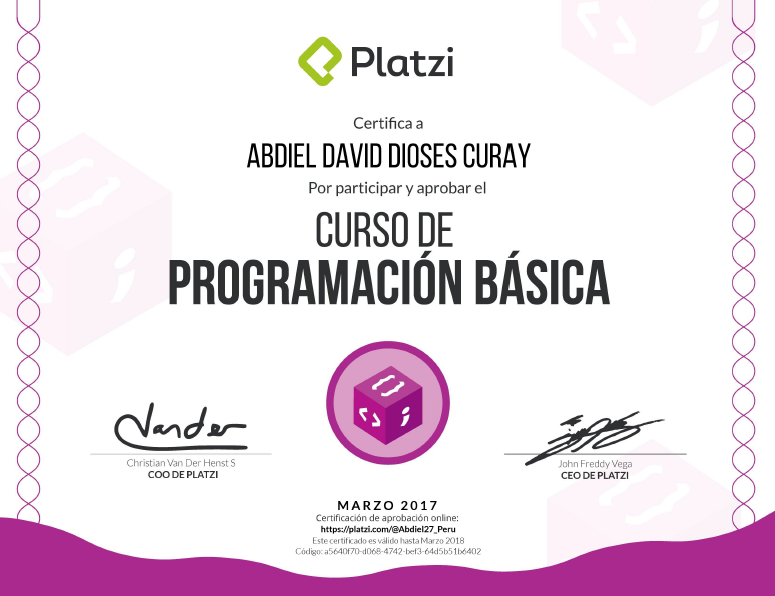 Platzi
Certifica a
ABDIEL DAVID DIOSES CURAY
Por participar y aprobar el
CURSO DE
PROGRAMACIÓN BÁSICA
Vander
Christian Van Der Henst S
COO DE PLATZI
John Freddy Vega
CEO DE PLATZI
MARZO 2017
Certificación de aprobación online:
https://platzi.com/@Abdiel27_Peru
Este certificado es válido hasta Marzo 2018
Código: a5640f70-d068-4742-bef3-64d5b51b6402